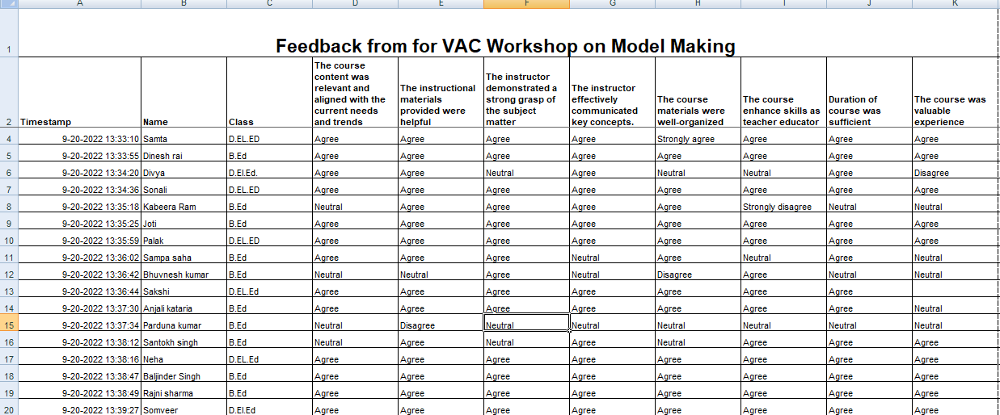 A B C D E F G H I J K
1 Feedback from for VAC Workshop on Model Making
2 Timestamp Name Class The course content was relevant and aligned with the current needs and trends The instructional materials provided were helpful The instructor demonstrated a strong grasp of the subject matter The instructor effectively communicated key concepts. The course materials were well-organized The course enhance skills as teacher educator Duration of course was sufficient The course was valuable experience
4 9-20-2022 13:33:10 Samta D.EL.ED Agree Agree Agree Agree Strongly agree Agree Agree Agree
5 9-20-2022 13:33:55 Dinesh rai B.Ed Agree Agree Agree Agree Agree Agree Agree Agree
6 9-20-2022 13:34:20 Divya D.El.Ed. Agree Agree Neutral Agree Neutral Neutral Agree Disagree
7 9-20-2022 13:34:36 Sonali D.EL.ED Agree Agree Agree Agree Agree Agree Agree Agree
8 9-20-2022 13:35:18 Kabeera Ram B.Ed Neutral Agree Agree Agree Agree Strongly disagree Neutral Neutral
9 9-20-2022 13:35:25 Joti B.Ed Agree Agree Agree Agree Agree Agree Agree Agree
10 9-20-2022 13:35:59 Palak D.EL.ED Agree Agree Agree Agree Agree Agree Agree Agree
11 9-20-2022 13:36:02 Sampa saha B.Ed Agree Agree Agree Neutral Agree Neutral Agree Neutral
12 9-20-2022 13:36:42 Bhuvnesh kumar B.Ed Neutral Neutral Agree Neutral Disagree Agree Neutral Neutral
13 9-20-2022 13:36:44 Sakshi D.EL.Ed Agree Agree Agree Agree Agree Agree Agree
14 9-20-2022 13:37:30 Anjali kataria B.Ed Agree Agree Agree Agree Agree Agree Agree Neutral
15 9-20-2022 13:37:34 Parduna kumar B.Ed Neutral Disagree Neutral Neutral Neutral Neutral Neutral Neutral
16 9-20-2022 13:38:12 Santokh singh B.Ed Neutral Agree Neutral Agree Neutral Agree Agree Agree
17 9-20-2022 13:38:16 Neha D.EL.Ed Agree Agree Agree Agree Agree Agree Agree Agree
18 9-20-2022 13:38:47 Baljinder Singh B.Ed Agree Agree Agree Agree Agree Agree Agree Agree
19 9-20-2022 13:38:49 Rajni sharma B.Ed Agree Agree Agree Agree Agree Agree Agree Agree
20 9-20-2022 13:39:27 Somveer D.El.Ed Agree Agree Agree Agree Agree Agree Agree Agree